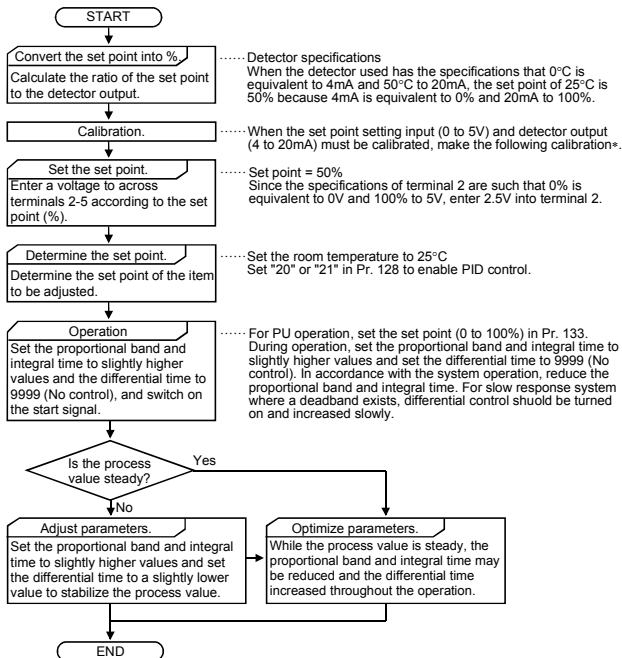 START
Convert the set point into %.
Calculate the ratio of the set point
to the detector output.
······Detector specifications
When the detector used has the specifications that 0°C is
equivalent to 4mA and 50°C to 20mA, the set point of 25°C is
50% because 4mA is equivalent to 0% and 20mA to 100%.
Calibration.
······When the set point setting input (0 to 5V) and detector output
(4 to 20mA) must be calibrated, make the following calibration*.
Set the set point.
Enter a voltage to across
terminals 2-5 according to the set
point (%).
······Set point = 50%
Since the specifications of terminal 2 are such that 0% is
equivalent to 0V and 100% to 5V, enter 2.5V into terminal 2.
Determine the set point.
Determine the set point of the item
to be adjusted.
······Set the room temperature to 25°C
Set "20" or "21" in Pr. 128 to enable PID control.
Operation
Set the proportional band and
integral time to slightly higher
values and the differential time to
9999 (No control), and switch on
the start signal.
······For PU operation, set the set point (0 to 100%) in Pr. 133.
During operation, set the proportional band and integral time to
slightly higher values and set the differential time to 9999 (No
control). In accordance with the system operation, reduce the
proportional band and integral time. For slow response system
where a deadband exists, differential control shuould be turned
on and increased slowly.
Is the process
value steady?
Yes
No
Adjust parameters.
Set the proportional band and integral
time to slightly higher values and set
the differential time to a slightly lower
value to stabilize the process value.
Optimize parameters.
While the process value is steady, the
proportional band and integral time may
be reduced and the differential time
increased throughout the operation.
END